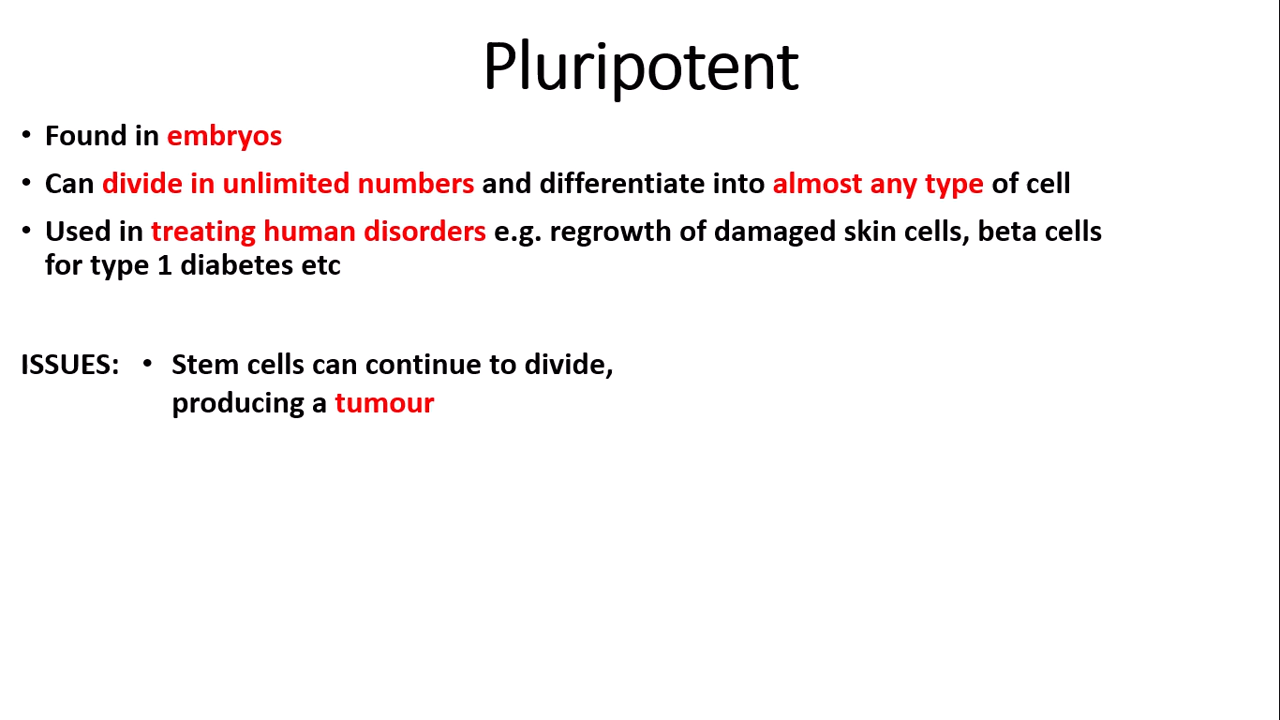 Pluripotent
• Found in embryos
• Can divide in unlimited numbers and differentiate into almost any type of cell
• Used in treating human disorders e.g. regrowth of damaged skin cells, beta cells
for type 1 diabetes etc
ISSUES: • Stem cells can continue to divide,
producing a tumour